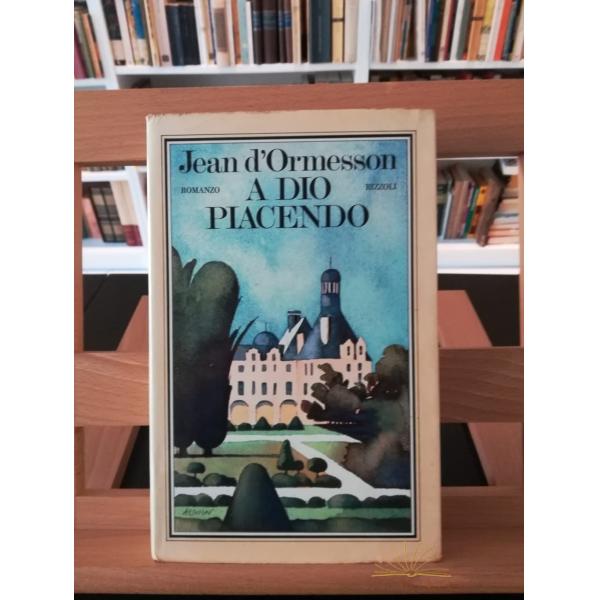 Jean d'Ormesson
ROMANZO
RIZZOLI
A DIO
PIACENDO